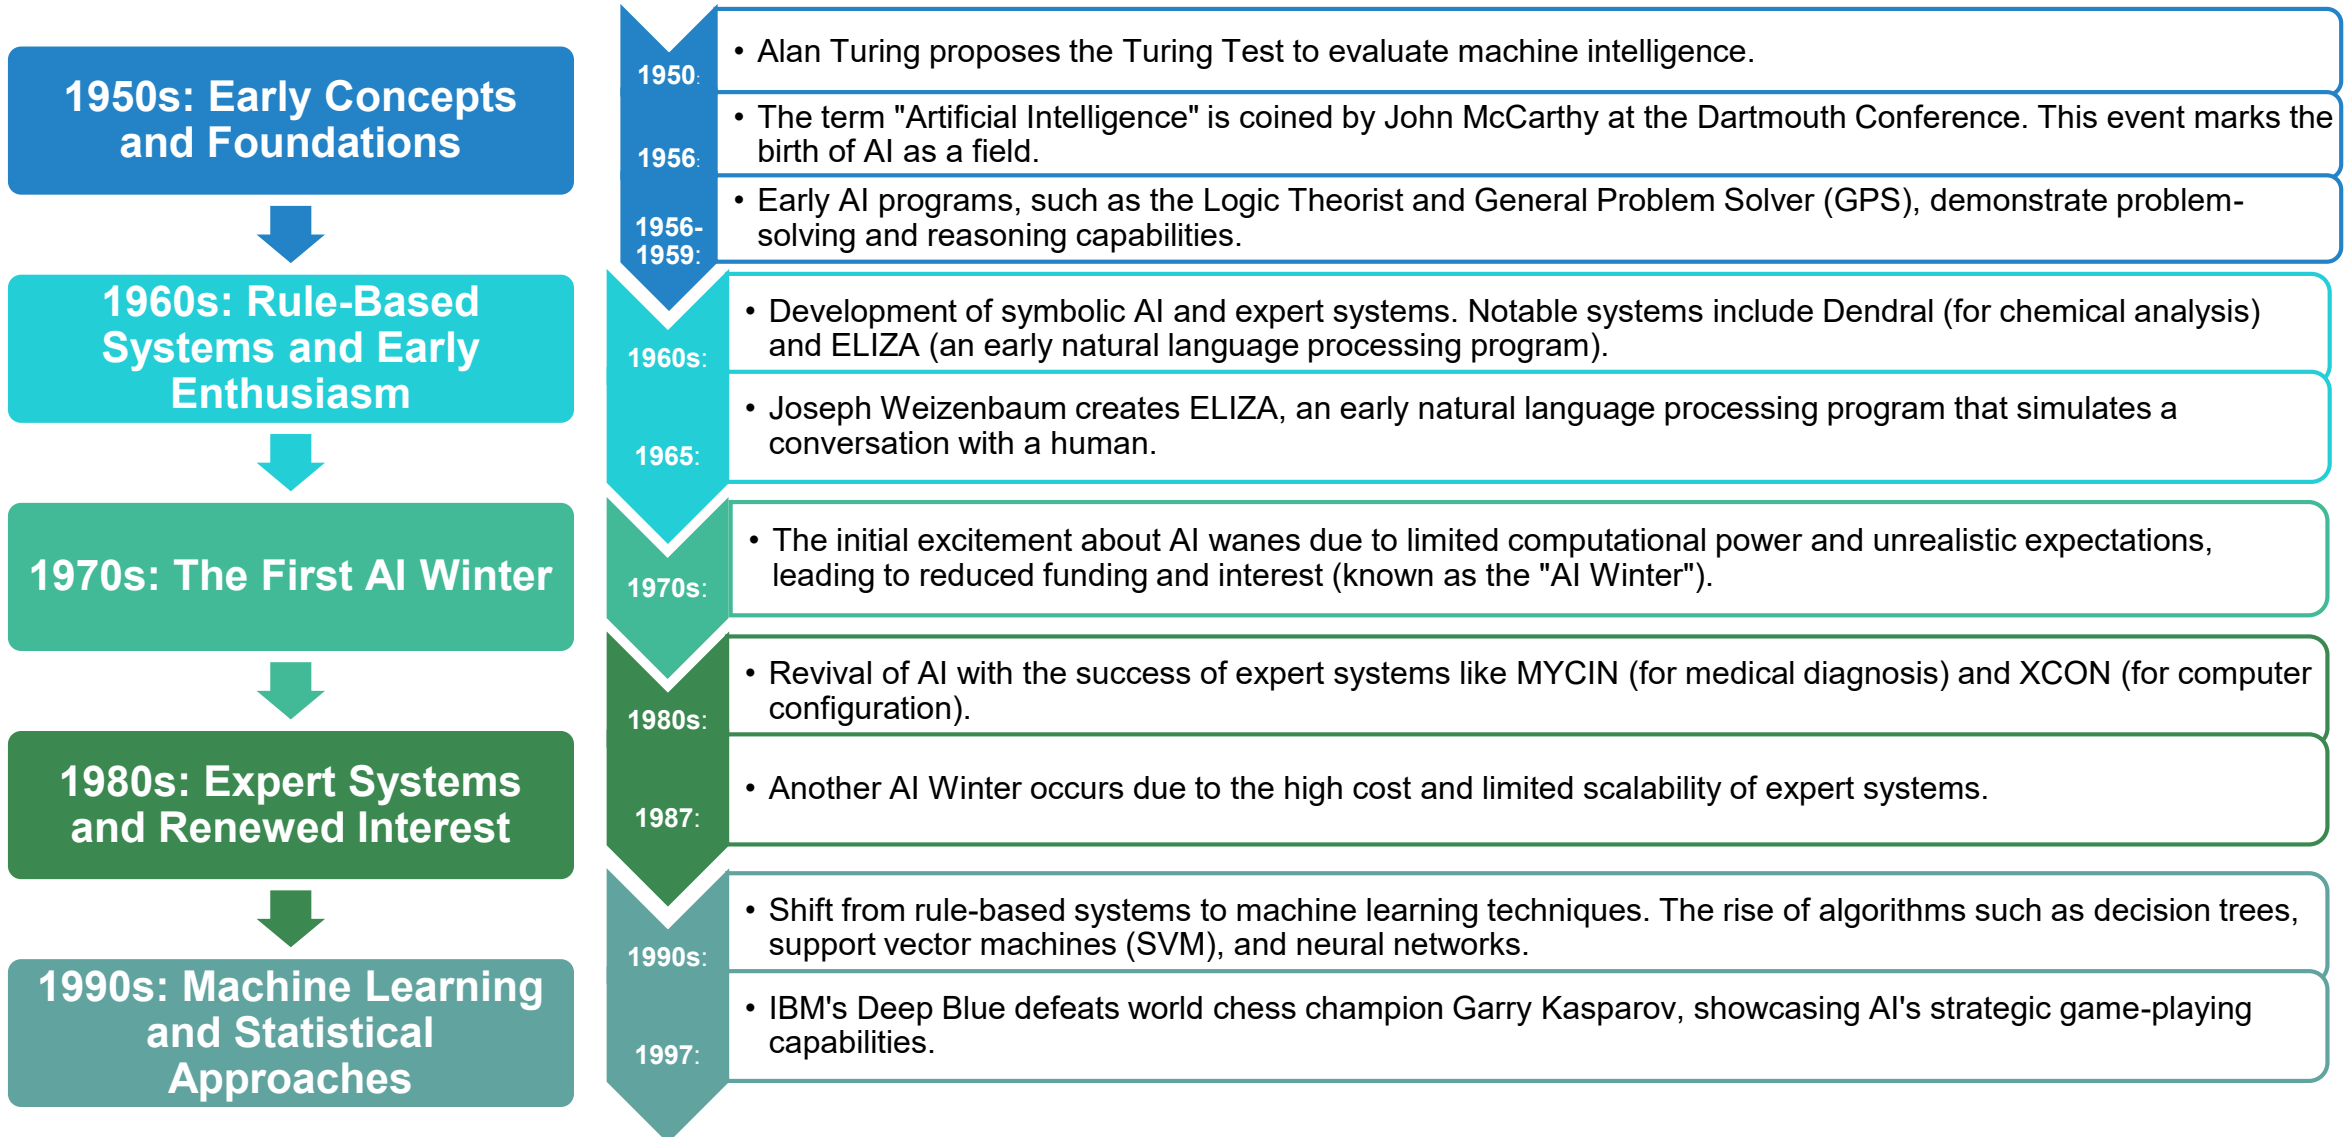 1950s: Early Concepts
and Foundations
1960s: Rule-Based
Systems and Early
Enthusiasm
1970s: The First AI Winter
1980s: Expert Systems
and Renewed Interest
1990s: Machine Learning
and Statistical
Approaches
1950:
• Alan Turing proposes the Turing Test to evaluate machine intelligence.
1956:
• The term "Artificial Intelligence" is coined by John McCarthy at the Dartmouth Conference. This event marks the
birth of AI as a field.
1956-
1959:
• Early AI programs, such as the Logic Theorist and General Problem Solver (GPS), demonstrate problem-
solving and reasoning capabilities.
1960s:
• Development of symbolic AI and expert systems. Notable systems include Dendral (for chemical analysis)
and ELIZA (an early natural language processing program).
1965:
• Joseph Weizenbaum creates ELIZA, an early natural language processing program that simulates a
conversation with a human.
1970s:
• The initial excitement about AI wanes due to limited computational power and unrealistic expectations,
leading to reduced funding and interest (known as the "AI Winter").
1980s:
• Revival of AI with the success of expert systems like MYCIN (for medical diagnosis) and XCON (for computer
configuration).
1987:
• Another AI Winter occurs due to the high cost and limited scalability of expert systems.
1990s:
• Shift from rule-based systems to machine learning techniques. The rise of algorithms such as decision trees,
support vector machines (SVM), and neural networks.
1997:
• IBM's Deep Blue defeats world chess champion Garry Kasparov, showcasing AI's strategic game-playing
capabilities.